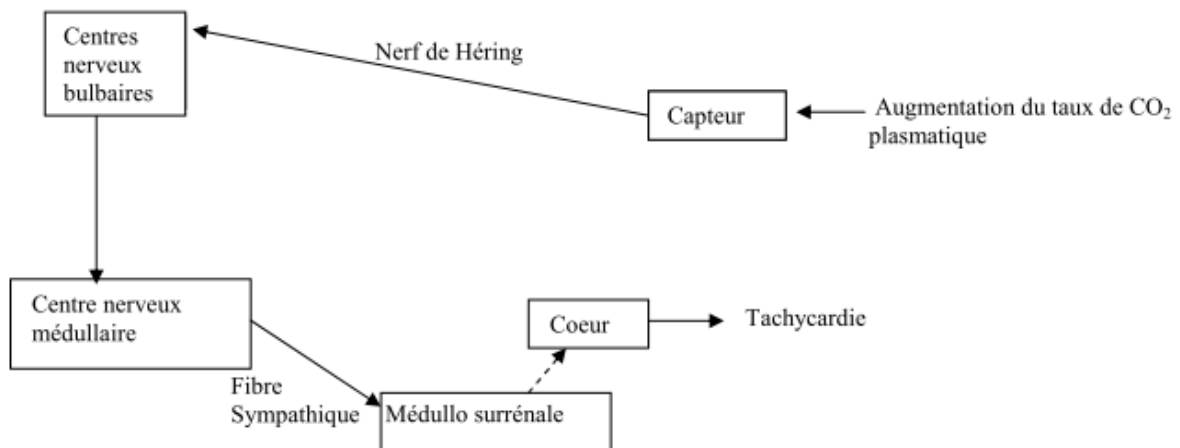 Centres
nerveux
bulbaires
Nerf de Héring
Capteur
Augmentation du taux de CO₂
plasmatique
Centre nerveux
médullaire
Coeur
Tachycardie
Fibre
Sympathique
Médullo surrénale